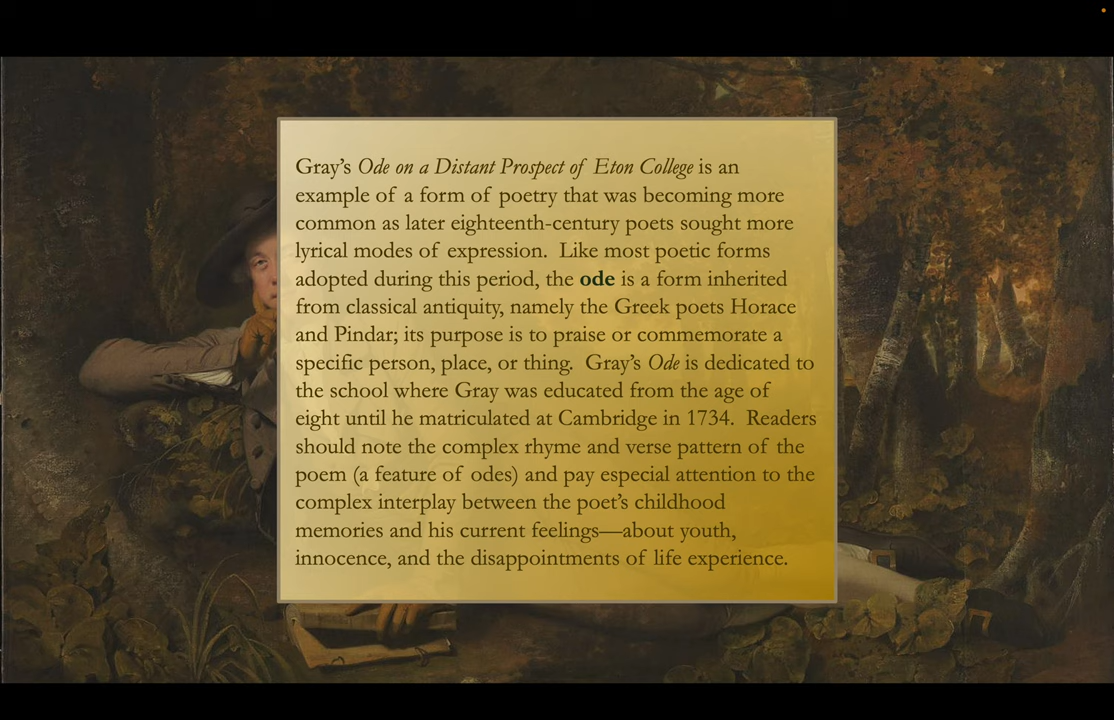 Gray’s Ode on a Distant Prospect of Eton College is an
example of a form of poetry that was becoming more
common as later eighteenth-century poets sought more
lyrical modes of expression.  Like most poetic forms
adopted during this period, the ode is a form inherited
from classical antiquity, namely the Greek poets Horace
and Pindar; its purpose is to praise or commemorate a
specific person, place, or thing.  Gray’s Ode is dedicated to
the school where Gray was educated from the age of
eight until he matriculated at Cambridge in 1734.  Readers
should note the complex rhyme and verse pattern of the
poem (a feature of odes) and pay especial attention to the
complex interplay between the poet’s childhood
memories and his current feelings—about youth,
innocence, and the disappointments of life experience.